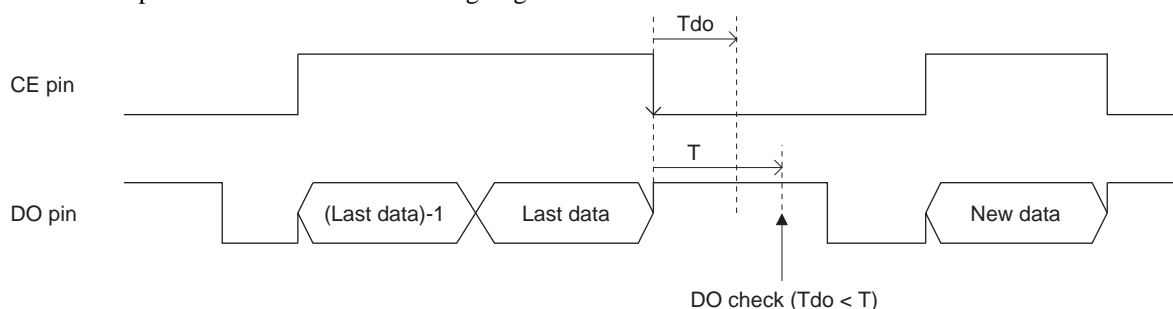 Tdo
CE pin
T
DO pin
(Last data)-1
Last data
New data
DO check (Tdo < T)